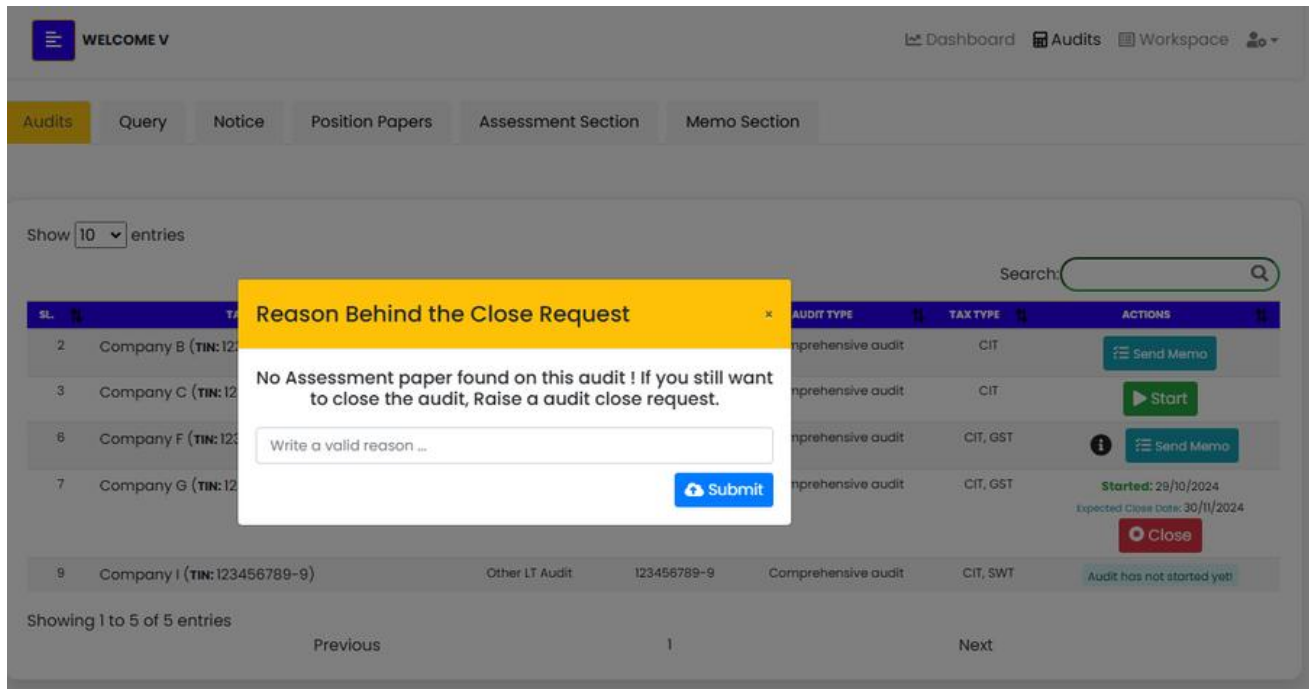 WELCOME V
Dashboard Audits Workspace
Audits Query Notice Position Papers Assessment Section Memo Section
Show 10 entries
Search:
Reason Behind the Close Request ×
No Assessment paper found on this audit ! If you still want
to close the audit, Raise a audit close request.
Write a valid reason ...
Submit
SL. AUDIT TYPE TAX TYPE ACTIONS
2 Company B (TIN: CIT Send Memo
3 Company C (TIN: CIT Start
6 Company F (TIN: CIT, GST Send Memo
7 Company G (TIN: CIT, GST Started: 29/10/2024
Expected Close Date: 30/11/2024
Close
9 Company I (TIN: 123456789-9) Other LT Audit 123456789-9 Comprehensive audit CIT, SWT Audit has not started yet!
Showing 1 to 5 of 5 entries
Previous 1 Next